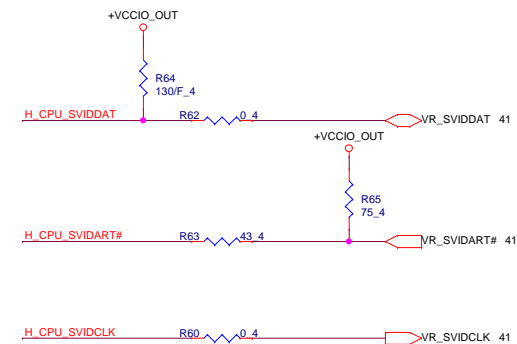 +VCCIO_OUT
R64
130/F_4
H_CPU_SVIDDAT R62 0_4 VR_SVIDDAT 41
+VCCIO_OUT
R65
75_4
H_CPU_SVIDART# R63 43_4 VR_SVIDART# 41
H_CPU_SVIDCLK R60 0_4 VR_SVIDCLK 41